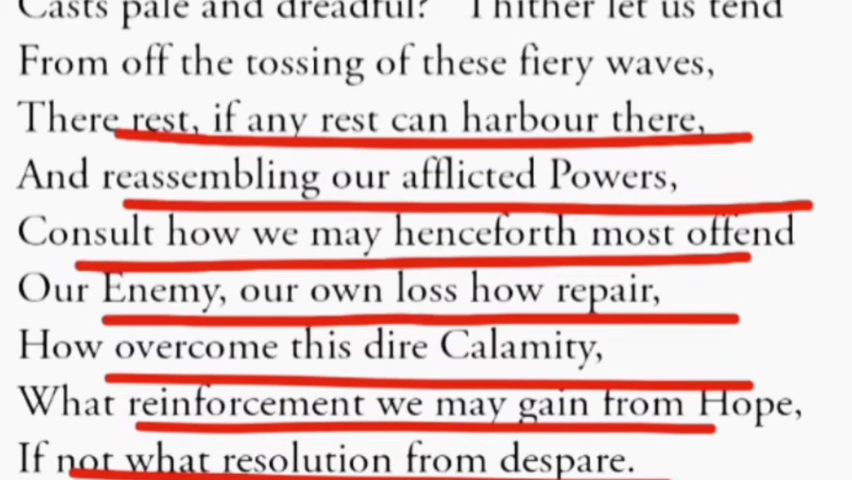 Casts pale and dreadful? Thither let us tend
From off the tossing of these fiery waves,
There rest, if any rest can harbour there,
And reassembling our afflicted Powers,
Consult how we may henceforth most offend
Our Enemy, our own loss how repair,
How overcome this dire Calamity,
What reinforcement we may gain from Hope,
If not what resolution from despare.